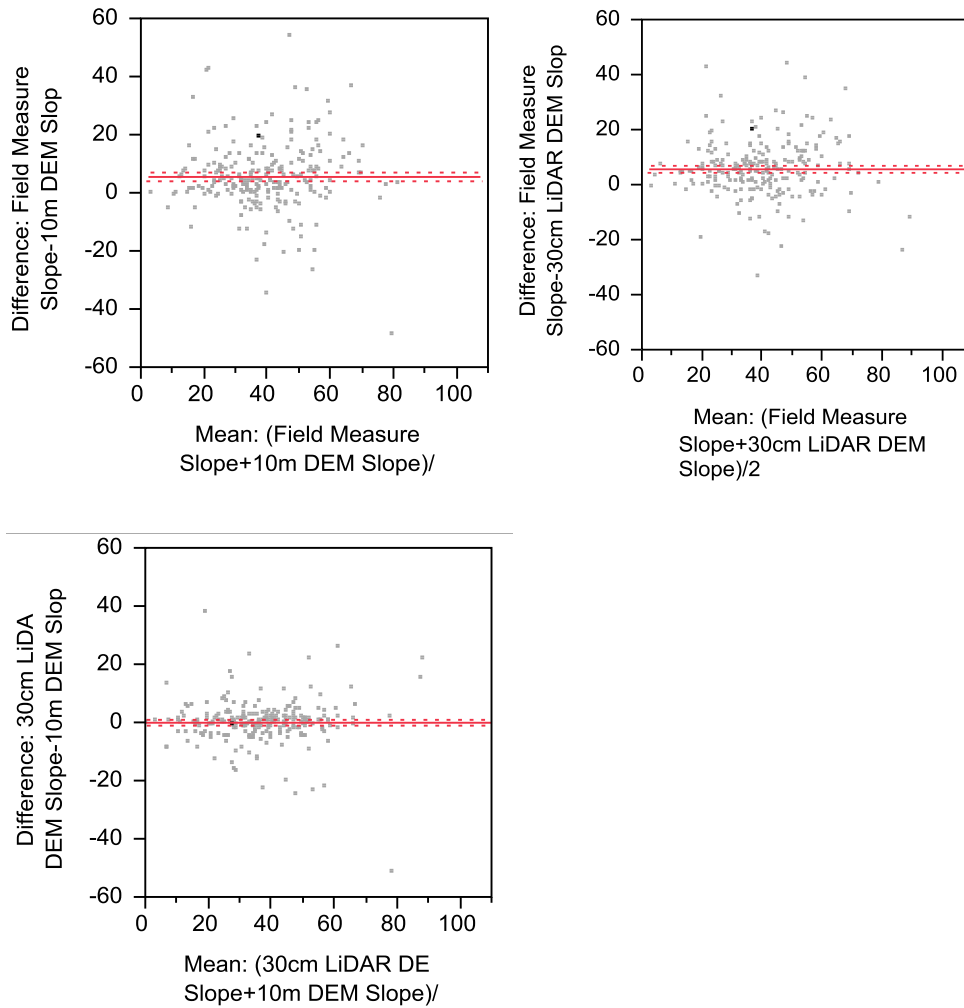 60
40
20
0
-20
-40
-60
0 20 40 60 80 100
Difference: Field Measure
Slope-10m DEM Slop
Mean: (Field Measure
Slope+10m DEM Slope)/
60
40
20
0
-20
-40
-60
0 20 40 60 80 100
Difference: Field Measure
Slope-30cm LiDAR DEM Slop
Mean: (Field Measure
Slope+30cm LiDAR DEM
Slope)/2
60
40
20
0
-20
-40
-60
0 20 40 60 80 100
Difference: 30cm LiDA
DEM Slope-10m DEM Slop
Mean: (30cm LiDAR DE
Slope+10m DEM Slope)/